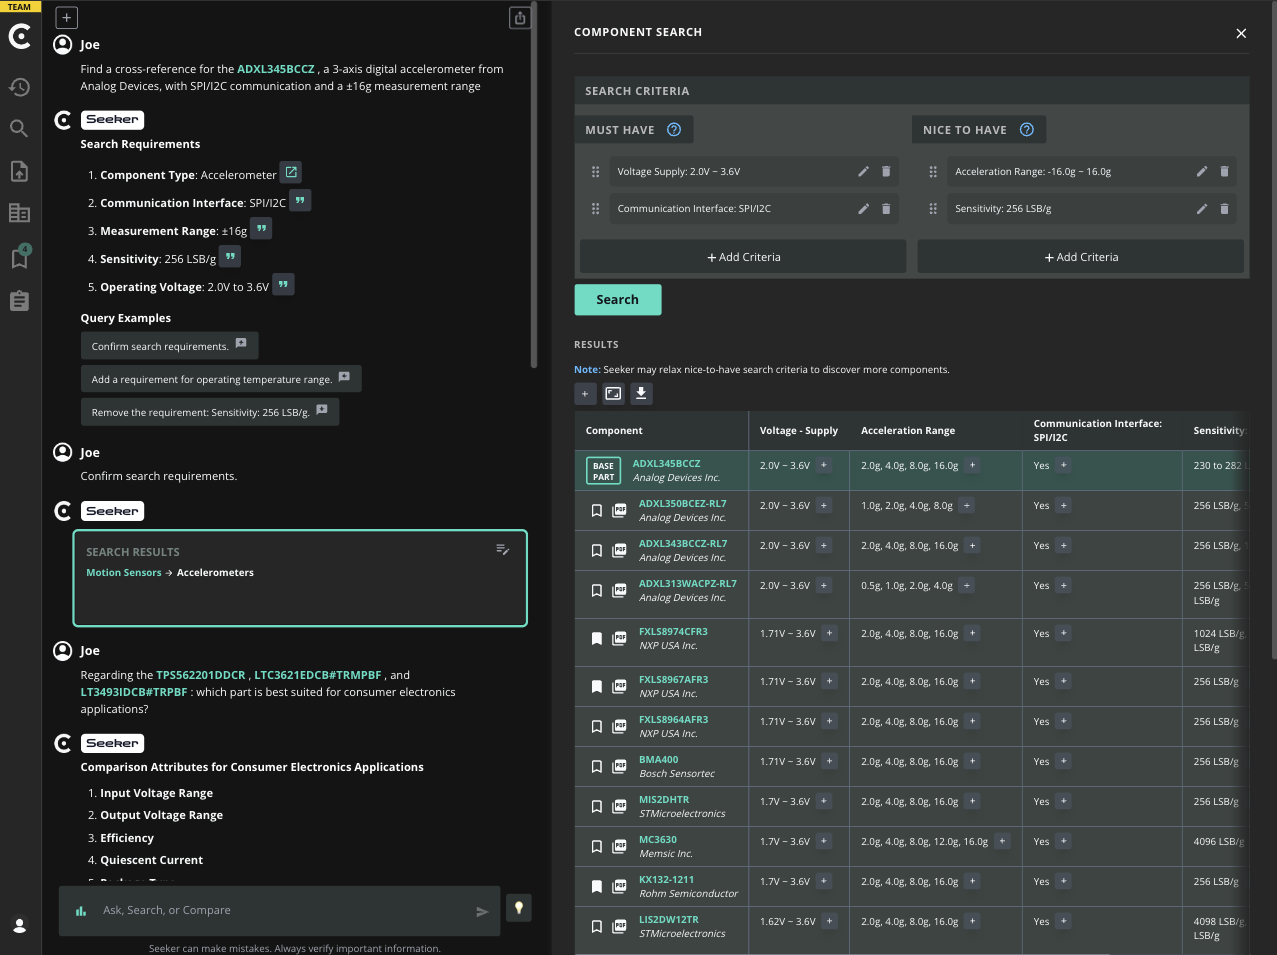 TEAM
Joe
Find a cross-reference for the ADXL345BCCZ , a 3-axis digital accelerometer from
Analog Devices, with SPI/I2C communication and a ±16g measurement range
Seeker
Search Requirements
1. Component Type: Accelerometer
2. Communication Interface: SPI/I2C
3. Measurement Range: ±16g
4. Sensitivity: 256 LSB/g
5. Operating Voltage: 2.0V to 3.6V
Query Examples
Confirm search requirements.
Add a requirement for operating temperature range.
Remove the requirement: Sensitivity: 256 LSB/g.
4
Joe
Confirm search requirements.
Seeker
SEARCH RESULTS
Motion Sensors → Accelerometers
Joe
Regarding the TPS562201DDCR , LTC3621EDCB#TRMPBF , and
LT3493IDCB#TRPBF : which part is best suited for consumer electronics
applications?
Seeker
Comparison Attributes for Consumer Electronics Applications
1. Input Voltage Range
2. Output Voltage Range
3. Efficiency
4. Quiescent Current
Ask, Search, or Compare
Seeker can make mistakes. Always verify important information.
COMPONENT SEARCH
SEARCH CRITERIA
MUST HAVE ?
NICE TO HAVE ?
Voltage Supply: 2.0V ~ 3.6V
Acceleration Range: -16.0g ~ 16.0g
Communication Interface: SPI/I2C
Sensitivity: 256 LSB/g
+ Add Criteria
+ Add Criteria
Search
RESULTS
Note: Seeker may relax nice-to-have search criteria to discover more components.
+
Component Voltage - Supply Acceleration Range Communication Interface: SPI/I2C Sensitivity:
BASE PART ADXL345BCCZ Analog Devices Inc. 2.0V ~ 3.6V + 2.0g, 4.0g, 8.0g, 16.0g + Yes + 230 to 282
PDF ADXL350BCEZ-RL7 Analog Devices Inc. 2.0V ~ 3.6V + 1.0g, 2.0g, 4.0g, 8.0g + Yes + 256 LSB/g,
PDF ADXL343BCCZ-RL7 Analog Devices Inc. 2.0V ~ 3.6V + 2.0g, 4.0g, 8.0g, 16.0g + Yes + 256 LSB/g,
PDF ADXL313WACPZ-RL7 Analog Devices Inc. 2.0V ~ 3.6V + 0.5g, 1.0g, 2.0g, 4.0g + Yes + 256 LSB/g, LSB/g
PDF FXLS8974CFR3 NXP USA Inc. 1.71V ~ 3.6V + 2.0g, 4.0g, 8.0g, 16.0g + Yes + 1024 LSB/g, LSB/g
PDF FXLS8967AFR3 NXP USA Inc. 1.71V ~ 3.6V + 2.0g, 4.0g, 8.0g, 16.0g + Yes + 256 LSB/g
PDF FXLS8964AFR3 NXP USA Inc. 1.71V ~ 3.6V + 2.0g, 4.0g, 8.0g, 16.0g + Yes + 256 LSB/g
PDF BMA400 Bosch Sensortec 1.71V ~ 3.6V + 2.0g, 4.0g, 8.0g, 16.0g + Yes + 256 LSB/g
PDF MIS2DHTR STMicroelectronics 1.7V ~ 3.6V + 2.0g, 4.0g, 8.0g, 16.0g + Yes + 256 LSB/g
PDF MC3630 Memsic Inc. 1.7V ~ 3.6V + 2.0g, 4.0g, 8.0g, 12.0g, 16.0g + Yes + 4096 LSB/g
PDF KX132-1211 Rohm Semiconductor 1.7V ~ 3.6V + 2.0g, 4.0g, 8.0g, 16.0g + Yes + 256 LSB/g
PDF LIS2DW12TR STMicroelectronics 1.62V ~ 3.6V + 2.0g, 4.0g, 8.0g, 16.0g + Yes + 4098 LSB/g, LSB/g